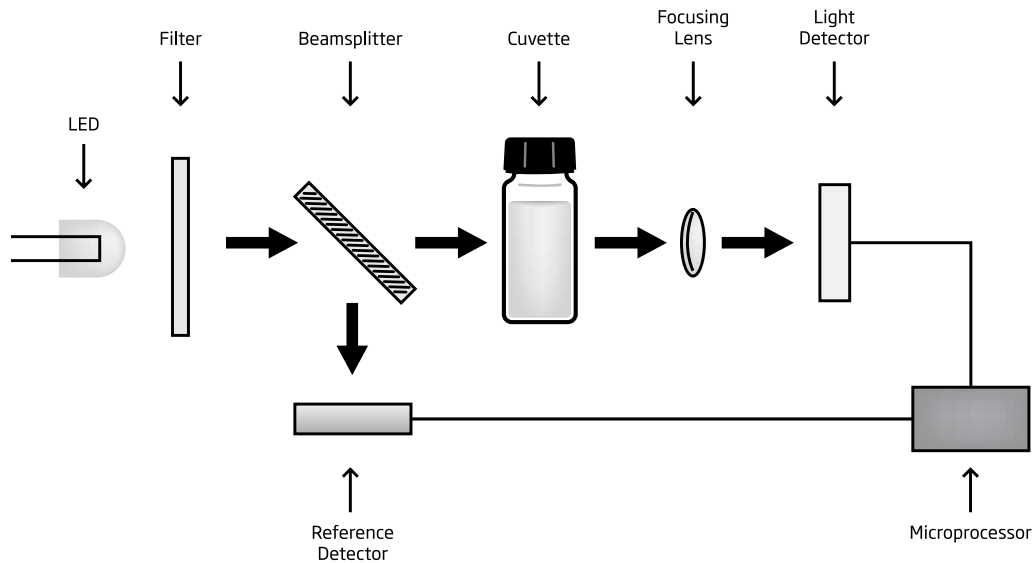 Filter
Beamsplitter
Cuvette
Focusing
Lens
Light
Detector
LED
Reference
Detector
Microprocessor